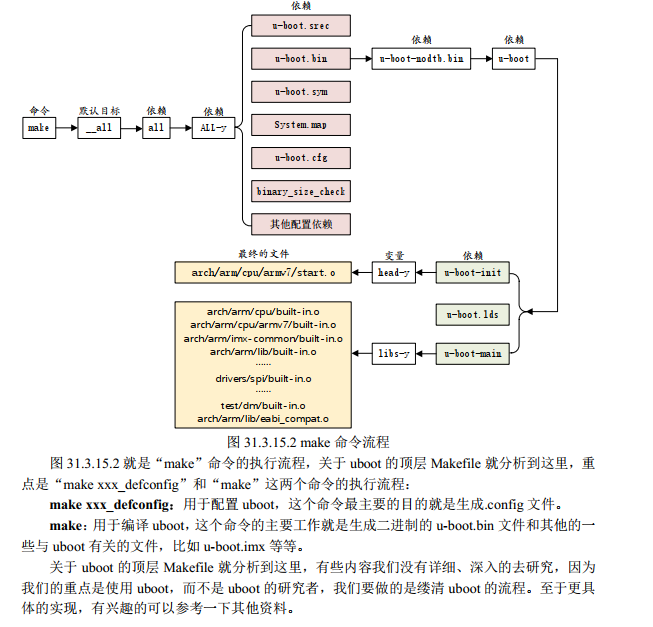 依赖
u-boot.srec
依赖
依赖
u-boot.bin
u-boot-nodtb.bin
u-boot
u-boot.sym
命令
默认目标
依赖
依赖
make
__all
all
ALL-y
System.map
u-boot.cfg
binary_size_check
其他配置依赖
最终的文件
变量
依赖
arch/arm/cpu/armv7/start.o
head-y
u-boot-init
u-boot.lds
arch/arm/cpu/built-in.o
arch/arm/cpu/armv7/built-in.o
arch/arm/imx-common/built-in.o
arch/arm/lib/built-in.o
……
drivers/spi/built-in.o
……
test/dm/built-in.o
arch/arm/lib/eabi_compat.o
libs-y
u-boot-main
图 31.3.15.2 make 命令流程
图 31.3.15.2 就是“make”命令的执行流程，关于 uboot 的顶层 Makefile 就分析到这里，重
点是“make xxx_defconfig”和“make”这两个命令的执行流程：
make xxx_defconfig：用于配置 uboot，这个命令最主要的目的就是生成.config 文件。
make：用于编译 uboot，这个命令的主要工作就是生成二进制的 u-boot.bin 文件和其他的一
些与 uboot 有关的文件，比如 u-boot.imx 等等。
关于 uboot 的顶层 Makefile 就分析到这里，有些内容我们没有详细、深入的去研究，因为
我们的重点是使用 uboot，而不是 uboot 的研究者，我们要做的是缕清 uboot 的流程。至于更具
体的实现，有兴趣的可以参考一下其他资料。